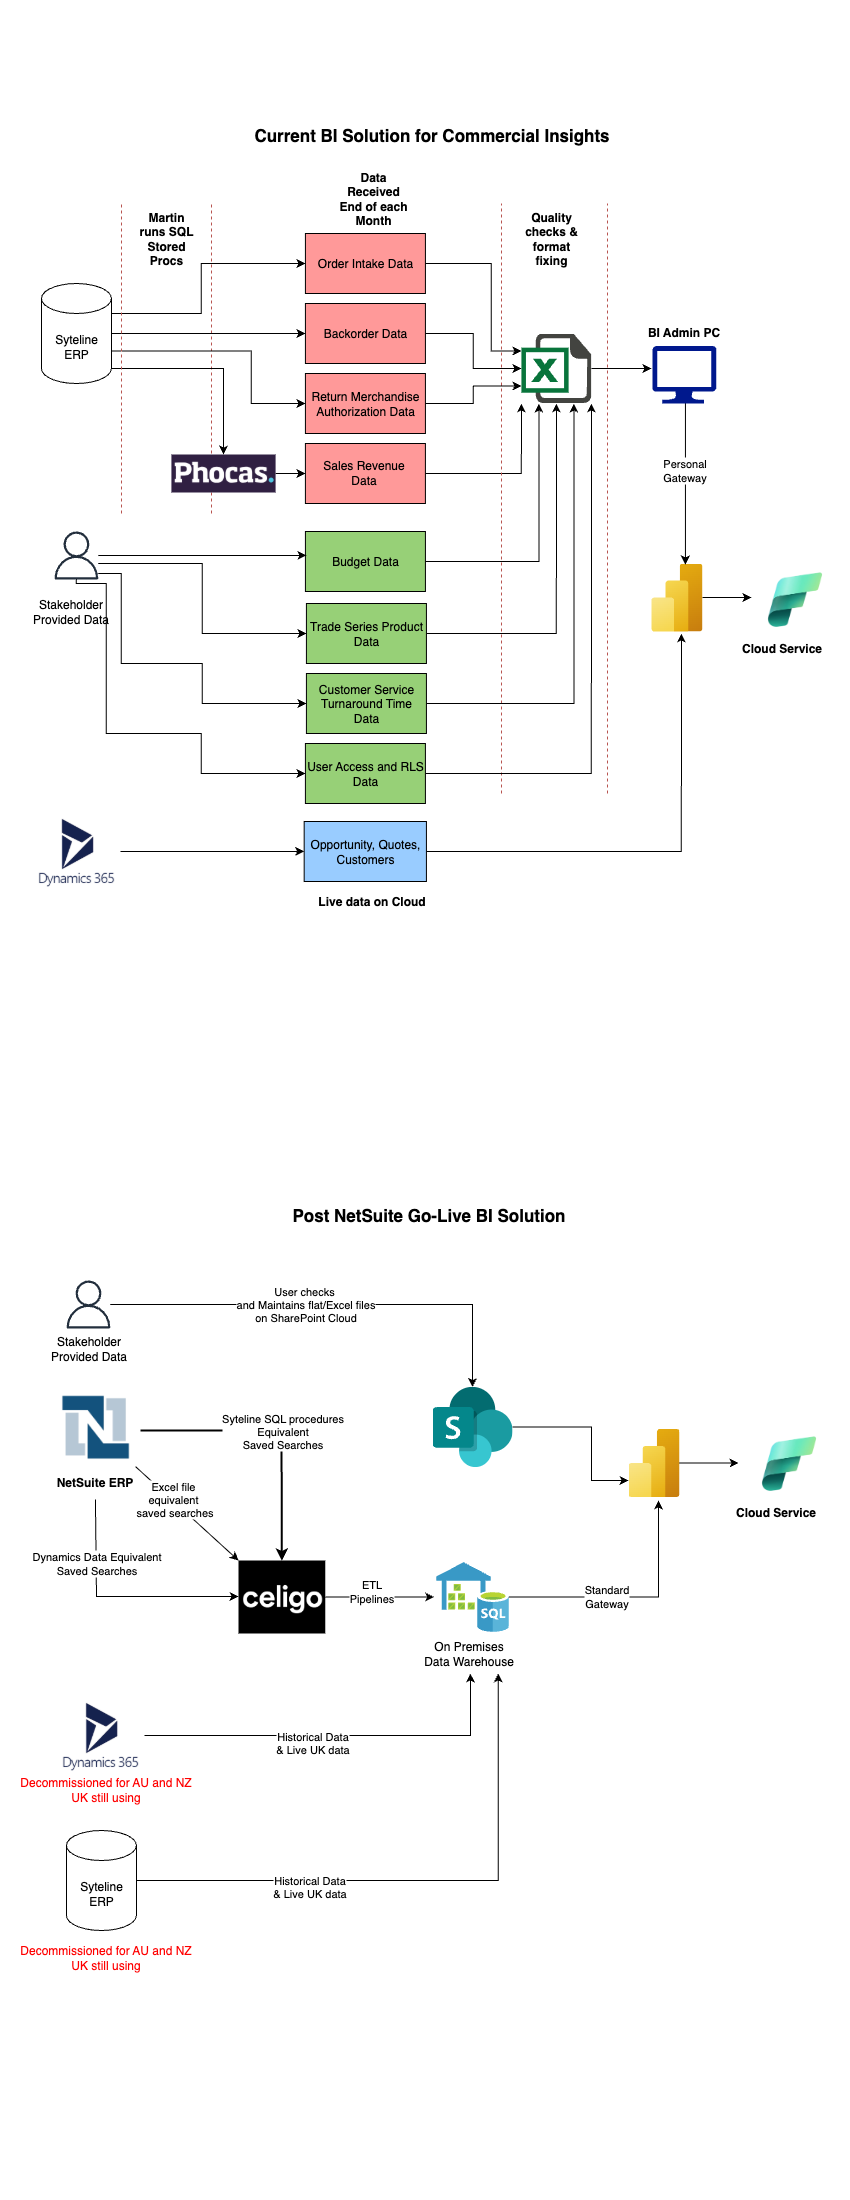 Current BI Solution for Commercial Insights
Data
Received
End of each
Month
Martin
runs SQL
Stored
Procs
Quality
checks &
format
fixing
Order Intake Data
Syteline
ERP
Backorder Data
BI Admin PC
X
Return Merchandise
Authorization Data
Phocas.
Sales Revenue
Data
Personal
Gateway
Stakeholder
Provided Data
Budget Data
Trade Series Product
Data
Cloud Service
Customer Service
Turnaround Time
Data
User Access and RLS
Data
Dynamics 365
Opportunity, Quotes,
Customers
Live data on Cloud
Post NetSuite Go-Live BI Solution
User checks
and Maintains flat/Excel files
on SharePoint Cloud
Stakeholder
Provided Data
N
NetSuite ERP
Syteline SQL procedures
Equivalent
Saved Searches
S
Excel file
equivalent
saved searches
Cloud Service
Dynamics Data Equivalent
Saved Searches
celigo
ETL
Pipelines
SQL
On Premises
Data Warehouse
Standard
Gateway
Dynamics 365
Decommissioned for AU and NZ
UK still using
Historical Data
& Live UK data
Syteline
ERP
Historical Data
& Live UK data
Decommissioned for AU and NZ
UK still using